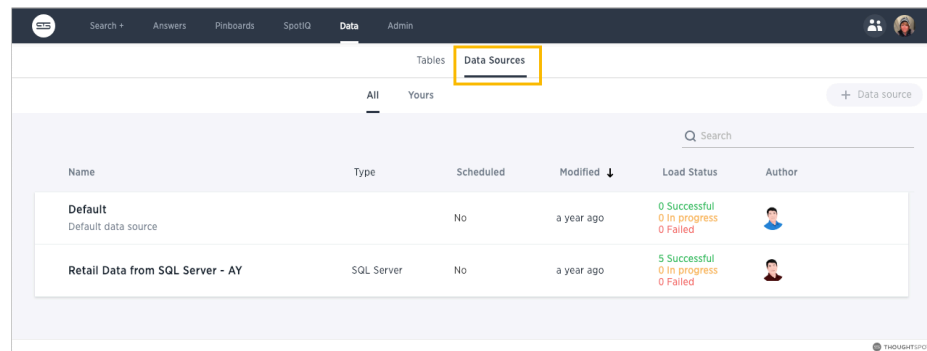 Search +
Answers
Pinboards
SpotIQ
Data
Admin
Tables
Data Sources
All
Yours
+ Data source
Search
Name
Type
Scheduled
Modified ↓
Load Status
Author
Default
Default data source
No
a year ago
0 Successful
0 In progress
0 Failed
Retail Data from SQL Server - AY
SQL Server
No
a year ago
5 Successful
0 In progress
0 Failed